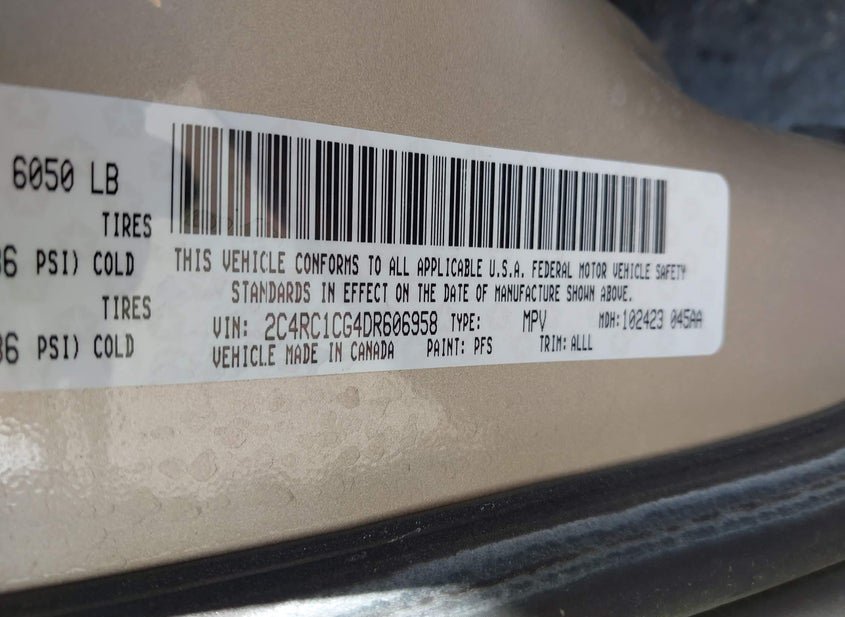 6050 LB
TIRES
PSI) COLD
TIRES
PSI) COLD
THIS VEHICLE CONFORMS TO ALL APPLICABLE U.S.A. FEDERAL MOTOR VEHICLE SAFETY
STANDARDS IN EFFECT ON THE DATE OF MANUFACTURE SHOWN ABOVE.
VIN: 2C4RC1CG4DR606958 TYPE: MPV MDH:102423 045AA
VEHICLE MADE IN CANADA PAINT: PFS TRIM: ALLL